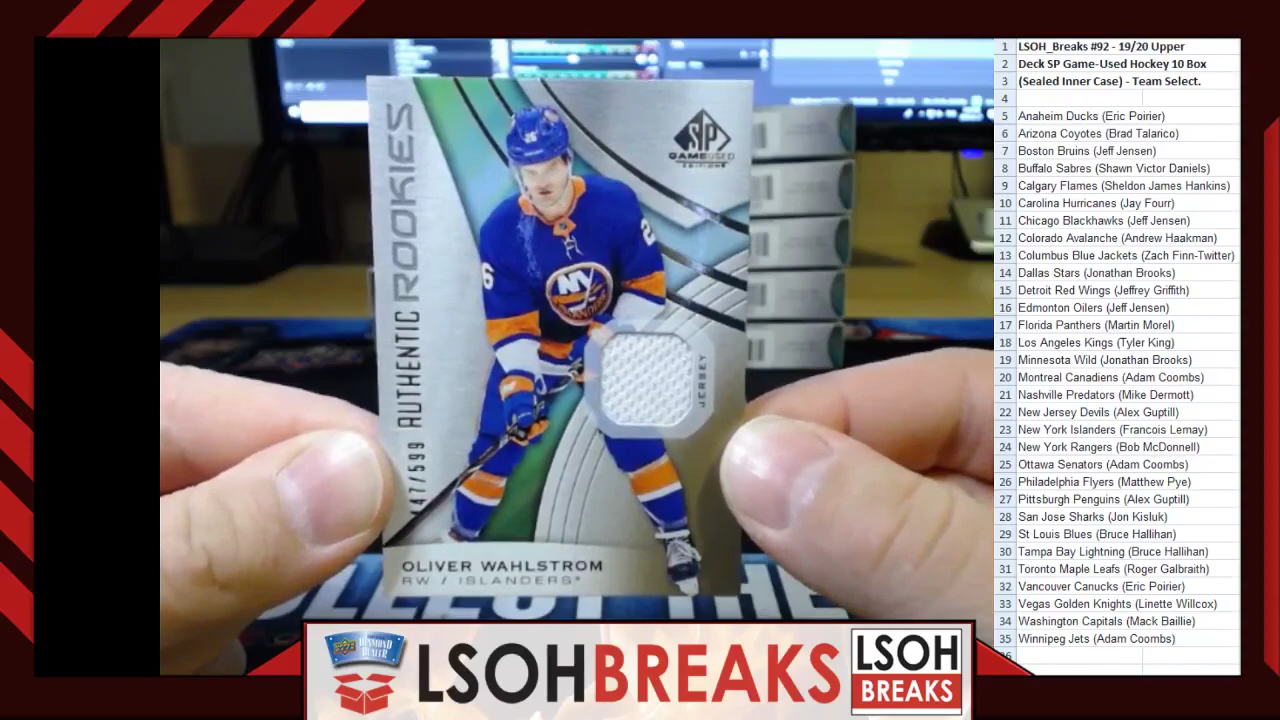 AUTHENTIC ROOKIES
47/599
SP
GAMEUSED
EDITION
26
NY
JERSEY
OLIVER WAHLSTROM
RW / ISLANDERS
THE
1 LSOH_Breaks #92 - 19/20 Upper
2 Deck SP Game-Used Hockey 10 Box
3 (Sealed Inner Case) - Team Select.
4
5 Anaheim Ducks (Eric Poirier)
6 Arizona Coyotes (Brad Talarico)
7 Boston Bruins (Jeff Jensen)
8 Buffalo Sabres (Shawn Victor Daniels)
9 Calgary Flames (Sheldon James Hankins)
10 Carolina Hurricanes (Jay Fourr)
11 Chicago Blackhawks (Jeff Jensen)
12 Colorado Avalanche (Andrew Haakman)
13 Columbus Blue Jackets (Zach Finn-Twitter)
14 Dallas Stars (Jonathan Brooks)
15 Detroit Red Wings (Jeffrey Griffith)
16 Edmonton Oilers (Jeff Jensen)
17 Florida Panthers (Martin Morel)
18 Los Angeles Kings (Tyler King)
19 Minnesota Wild (Jonathan Brooks)
20 Montreal Canadiens (Adam Coombs)
21 Nashville Predators (Mike Dermott)
22 New Jersey Devils (Alex Guptill)
23 New York Islanders (Francois Lemay)
24 New York Rangers (Bob McDonnell)
25 Ottawa Senators (Adam Coombs)
26 Philadelphia Flyers (Matthew Pye)
27 Pittsburgh Penguins (Alex Guptill)
28 San Jose Sharks (Jon Kisluk)
29 St Louis Blues (Bruce Hallihan)
30 Tampa Bay Lightning (Bruce Hallihan)
31 Toronto Maple Leafs (Roger Galbraith)
32 Vancouver Canucks (Eric Poirier)
33 Vegas Golden Knights (Linette Willcox)
34 Washington Capitals (Mack Baillie)
35 Winnipeg Jets (Adam Coombs)
DIAMOND
DEALER
LSOHBREAKS
LSOH
BREAKS